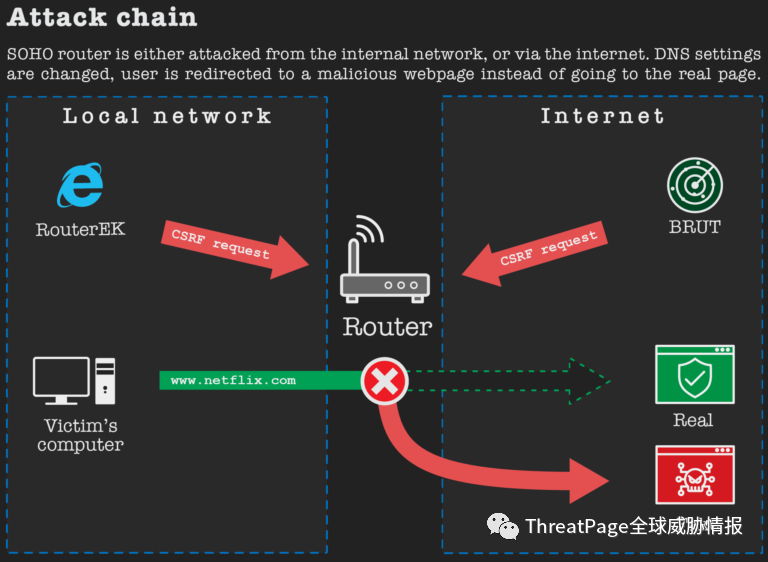 Attack chain
SOHO router is either attacked from the internal network, or via the internet. DNS settings
are changed, user is redirected to a malicious webpage instead of going to the real page.
Local network
Internet
RouterEK
CSRF request
CSRF request
BRUT
Router
www.netflix.com
Victim's
computer
Real
ThreatPage全球威胁情报